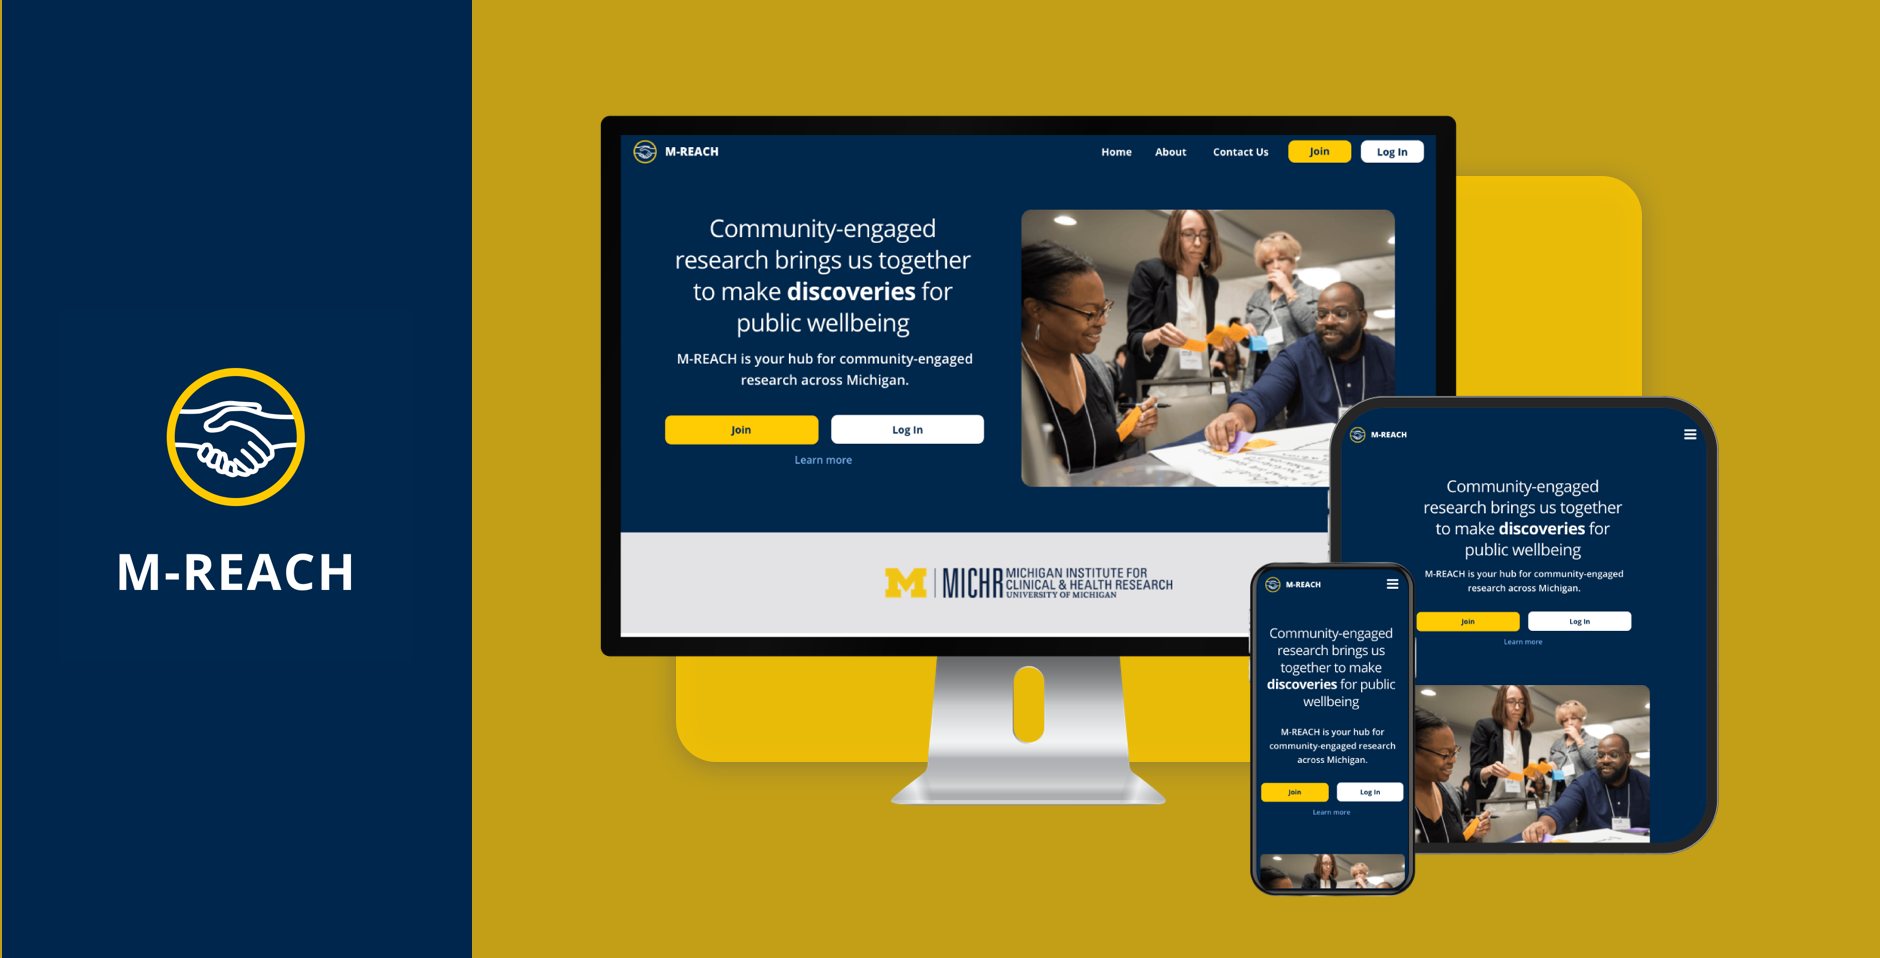 M-REACH
M-REACH
Home About Contact Us Join Log In
Community-engaged
research brings us together
to make discoveries for
public wellbeing
M-REACH is your hub for community-engaged
research across Michigan.
Join Log In
Learn more
M MICHR MICHIGAN INSTITUTE FOR
CLINICAL & HEALTH RESEARCH
UNIVERSITY OF MICHIGAN
M-REACH
Community-engaged
research brings us together
to make discoveries for
public wellbeing
M-REACH is your hub for community-engaged
research across Michigan.
Join Log In
Learn more
M-REACH
Community-engaged
research brings us
together to make
discoveries for public
wellbeing
M-REACH is your hub for
community-engaged research
across Michigan.
Join Log In
Learn more